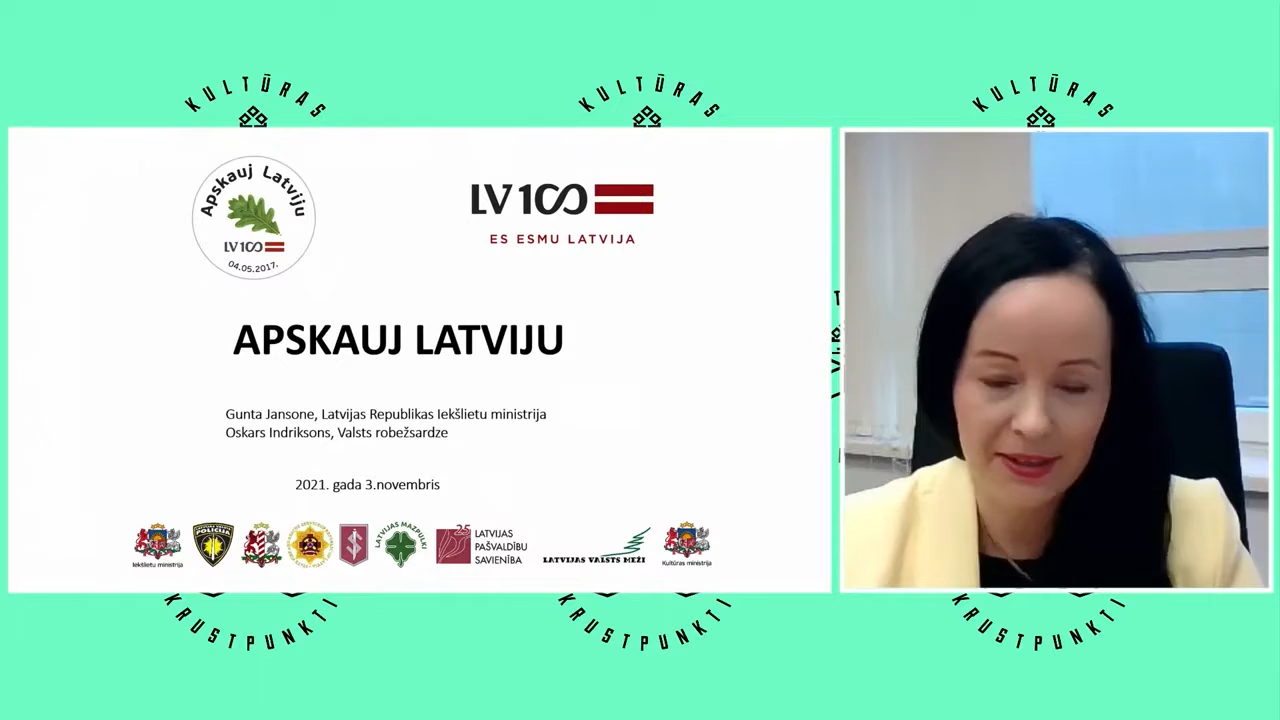 KULTŪRAS
KULTŪRAS
KULTŪRAS
Apskauj Latviju
LV100
04.05.2017.
LV100
ES ESMU LATVIJA
APSKAUJ LATVIJU
Gunta Jansone, Latvijas Republikas Iekšlietu ministrija
Oskars Indriksons, Valsts robežsardze
2021. gada 3.novembris
Iekšlietu ministrija
POLICIJA
LATVIJAS MAZPULKI
25
LATVIJAS
PAŠVALDĪBU
SAVIENĪBA
LATVIJAS VALSTS MEŽI
Kultūras ministrija
KRUSTPUNKTI
KRUSTPUNKTI
KRUSTPUNKTI